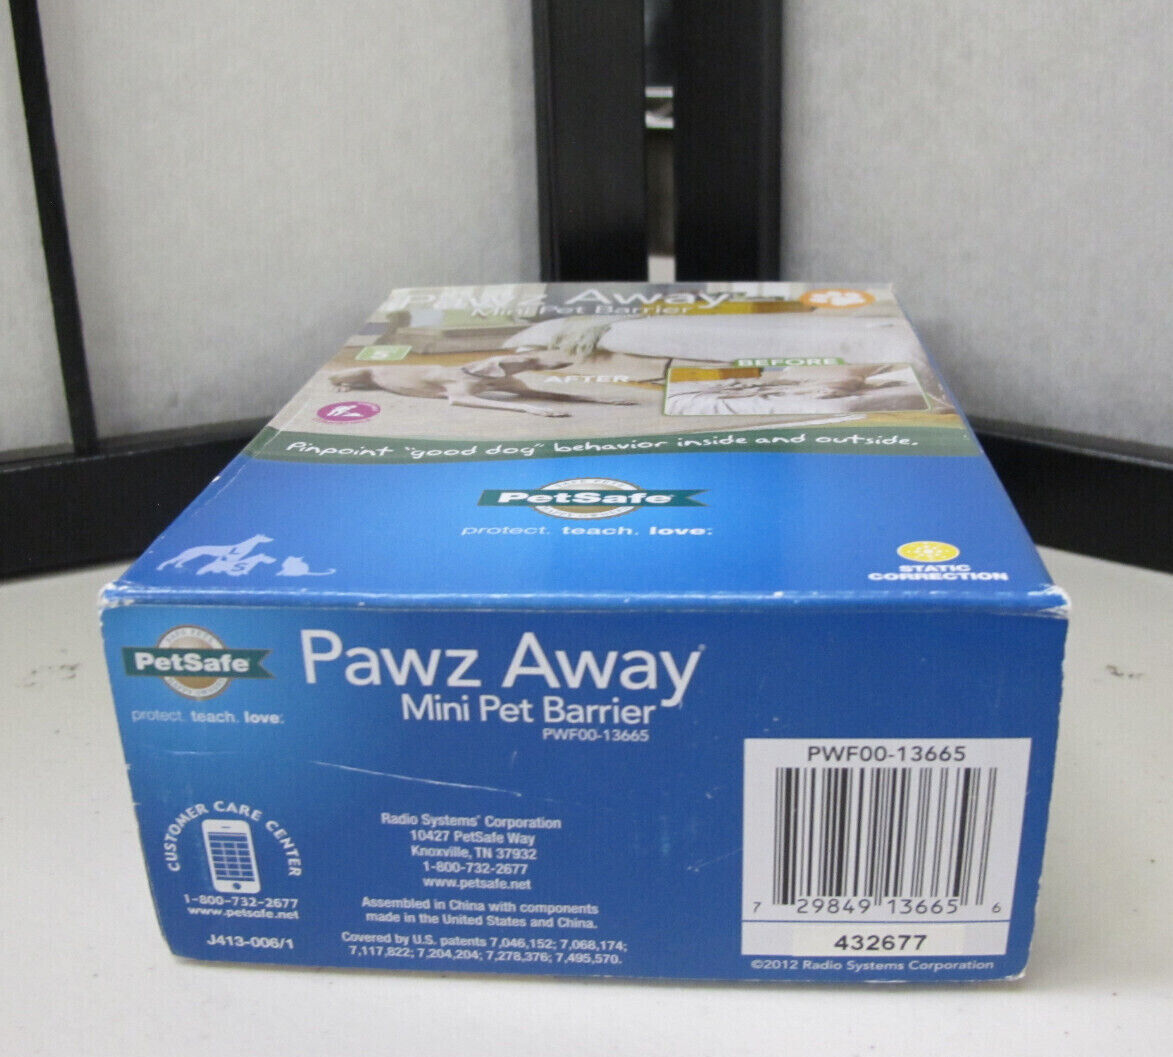 Pawz Away
Mini Pet Barrier
BEFORE
AFTER
Pinpoint "good dog" behavior inside and outside.
PetSafe
protect. teach. love.
L
S
STATIC
CORRECTION
PetSafe
protect. teach. love.
Pawz Away
Mini Pet Barrier
PWF00-13665
CUSTOMER CARE CENTER
1-800-732-2677
www.petsafe.net
J413-006/1
Radio Systems® Corporation
10427 PetSafe Way
Knoxville, TN 37932
1-800-732-2677
www.petsafe.net
Assembled in China with components
made in the United States and China.
Covered by U.S. patents 7,046,152; 7,068,174;
7,117,822; 7,204,204; 7,278,376; 7,495,570.
PWF00-13665
7 29849 13665 6
432677
©2012 Radio Systems Corporation